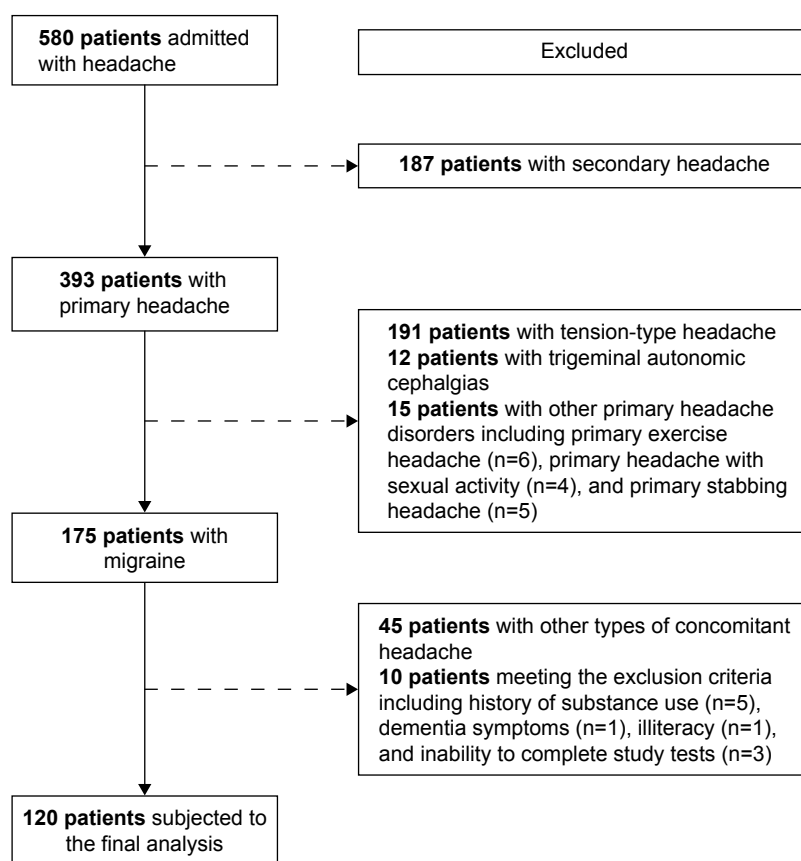 580 patients admitted
with headache
Excluded
187 patients with secondary headache
393 patients with
primary headache
191 patients with tension-type headache
12 patients with trigeminal autonomic
cephalgias
15 patients with other primary headache
disorders including primary exercise
headache (n=6), primary headache with
sexual activity (n=4), and primary stabbing
headache (n=5)
175 patients with
migraine
45 patients with other types of concomitant
headache
10 patients meeting the exclusion criteria
including history of substance use (n=5),
dementia symptoms (n=1), illiteracy (n=1),
and inability to complete study tests (n=3)
120 patients subjected to
the final analysis